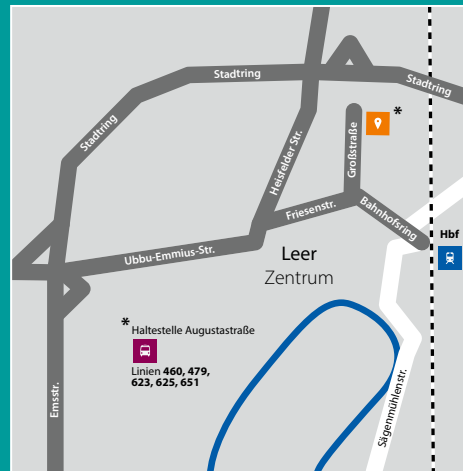 Stadtring
Stadtring
Stadtring
*
Heisfelder Str.
Großstraße
Friesenstr.
Bahnhofsring
Hbf
Ubbu-Emmius-Str.
Leer
Zentrum
*
Haltestelle Augustastraße
Linien 460, 479,
623, 625, 651
Emsstr.
Sägenmühlenstr.